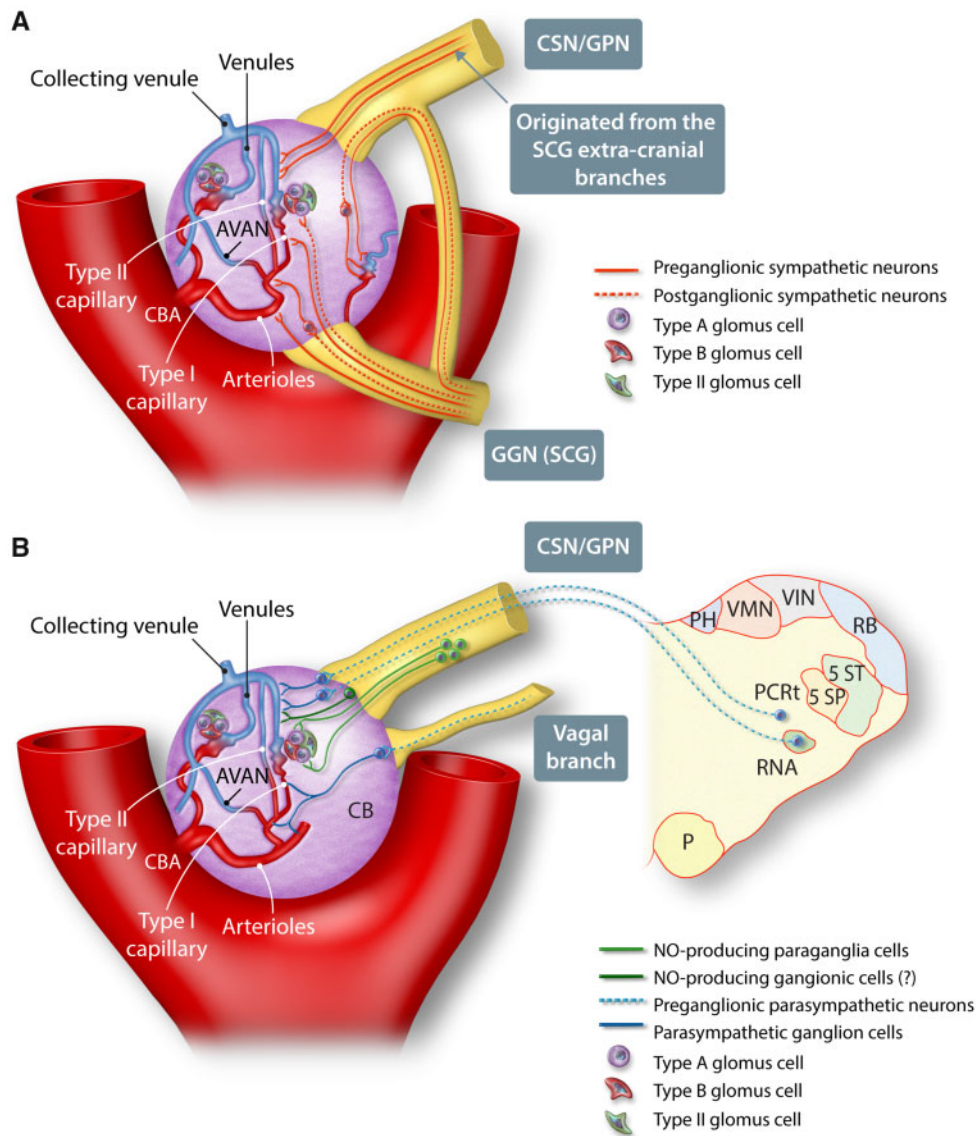 A
CSN/GPN
Venules
Collecting venule
Originated from the
SCG extra-cranial
branches
AVAN
Type II
capillary
CBA
Type I
capillary
Arterioles
Preganglionic sympathetic neurons
Postganglionic sympathetic neurons
Type A glomus cell
Type B glomus cell
Type II glomus cell
GGN (SCG)
B
CSN/GPN
Venules
Collecting venule
PH
VMN
VIN
RB
5 ST
5 SP
PCRt
RNA
P
Vagal
branch
AVAN
CB
Type II
capillary
CBA
Type I
capillary
Arterioles
NO-producing paraganglia cells
NO-producing gangionic cells (?)
Preganglionic parasympathetic neurons
Parasympathetic ganglion cells
Type A glomus cell
Type B glomus cell
Type II glomus cell